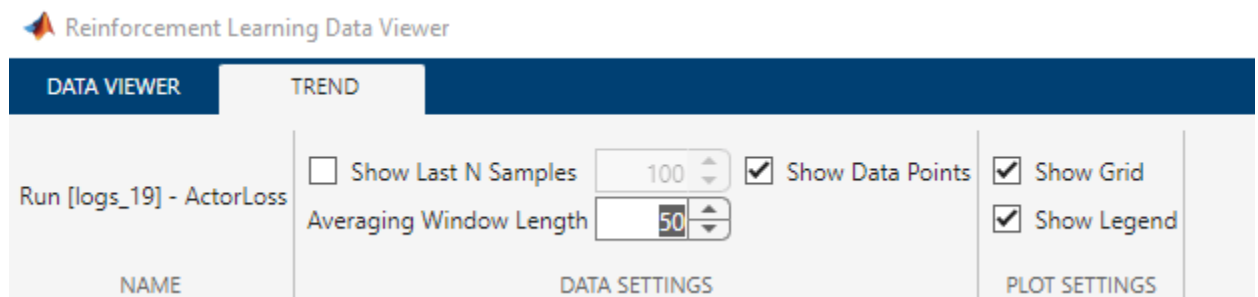 Reinforcement Learning Data Viewer
DATA VIEWER TREND
Run [logs_19] - ActorLoss
Show Last N Samples 100 Show Data Points
Averaging Window Length 50
Show Grid
Show Legend
NAME DATA SETTINGS PLOT SETTINGS